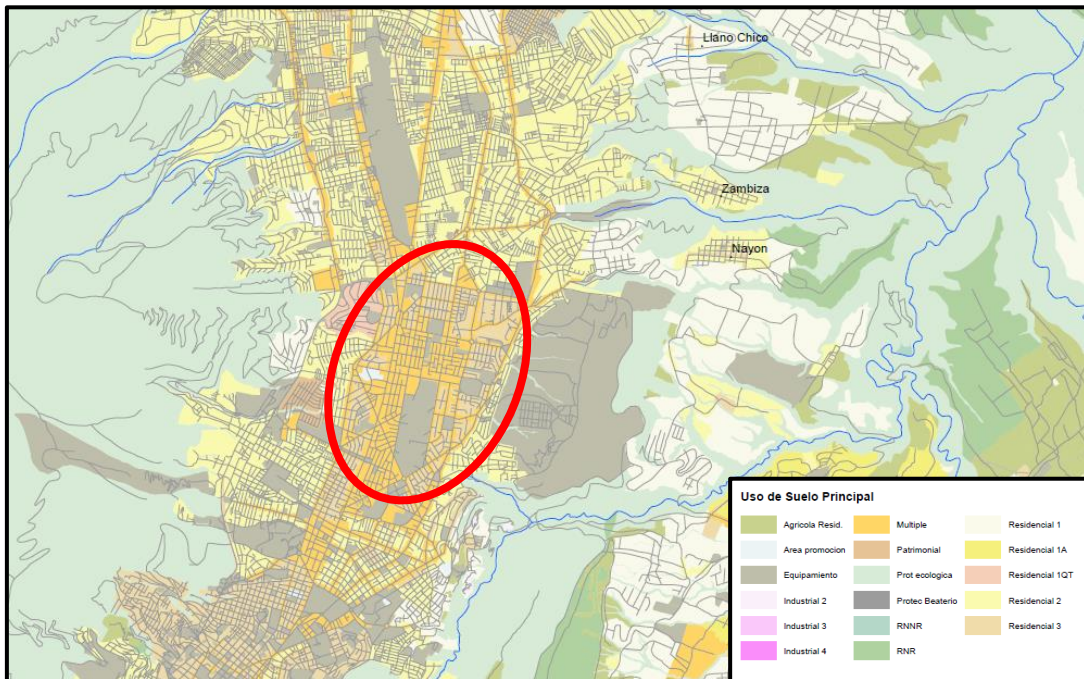 Llano Chico
Zambiza
Nayon
Uso de Suelo Principal
Agricola Resid.
Area promocion
Equipamiento
Industrial 2
Industrial 3
Industrial 4
Multiple
Patrimonial
Prot ecologica
Protec Beaterio
RNNR
RNR
Residencial 1
Residencial 1A
Residencial 1QT
Residencial 2
Residencial 3